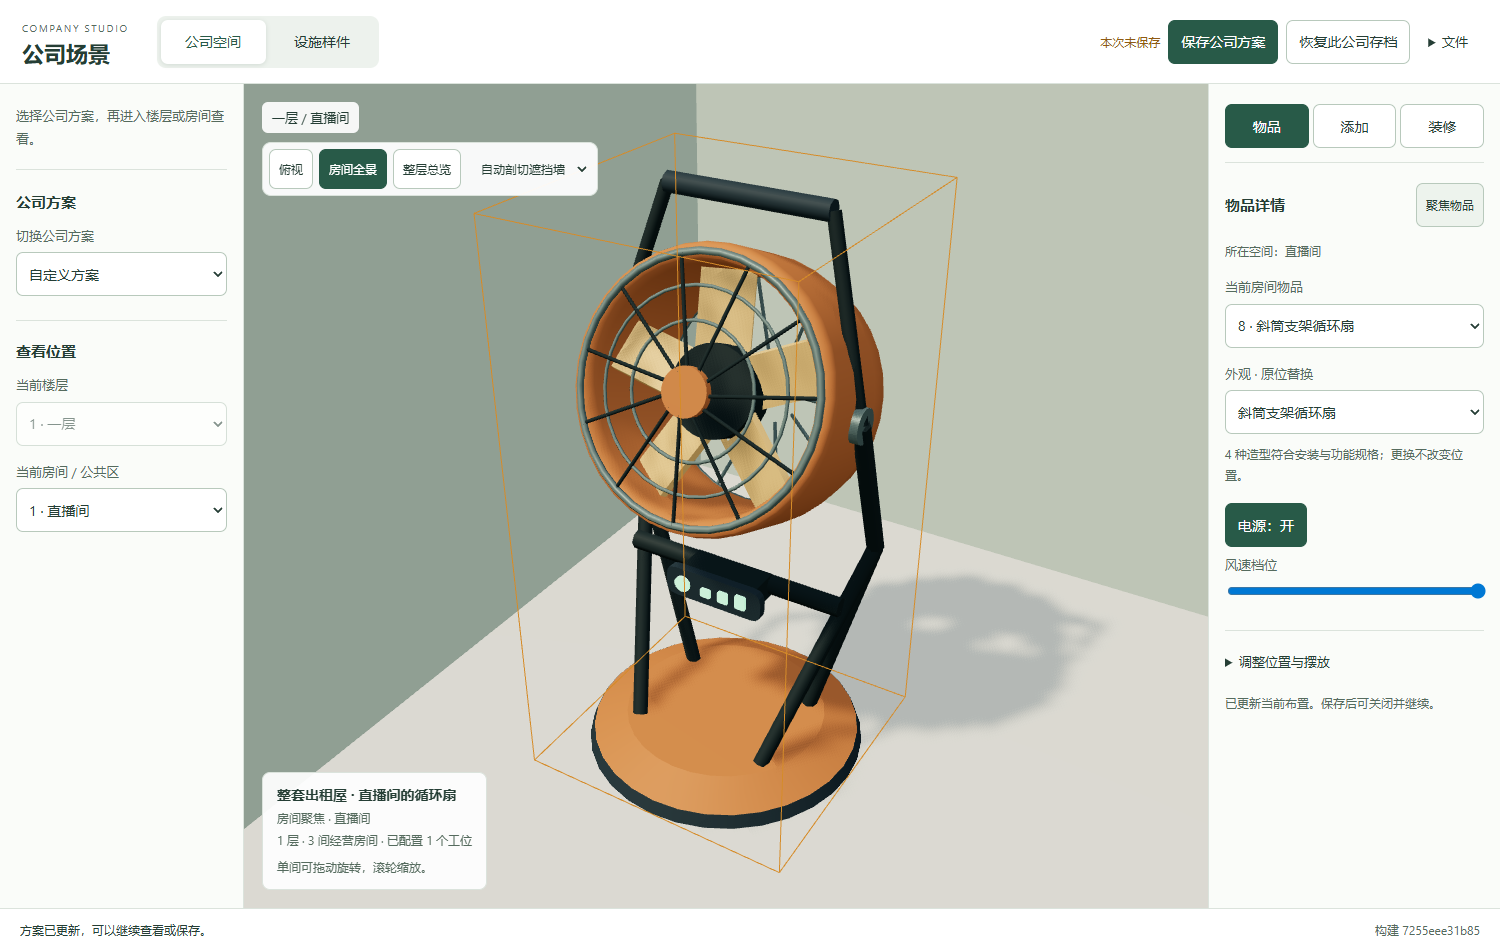 COMPANY STUDIO
公司场景
公司空间
设施样件
本次未保存
保存公司方案
恢复此公司存档
▶ 文件
选择公司方案，再进入楼层或房间查
看。
公司方案
切换公司方案
自定义方案
查看位置
当前楼层
1 · 一层
当前房间 / 公共区
1 · 直播间
一层 / 直播间
俯视
房间全景
整层总览
自动剖切遮挡墙
整套出租屋 · 直播间的循环扇
房间聚焦 · 直播间
1 层 · 3 间经营房间 · 已配置 1 个工位
单间可拖动旋转，滚轮缩放。
物品
添加
装修
物品详情
聚焦物品
所在空间：直播间
当前房间物品
8 · 斜筒支架循环扇
外观 · 原位替换
斜筒支架循环扇
4 种造型符合安装与功能规格；更换不改变位
置。
电源：开
风速档位
▶ 调整位置与摆放
已更新当前布置。保存后可关闭并继续。
方案已更新，可以继续查看或保存。
构建 7255eee31b85